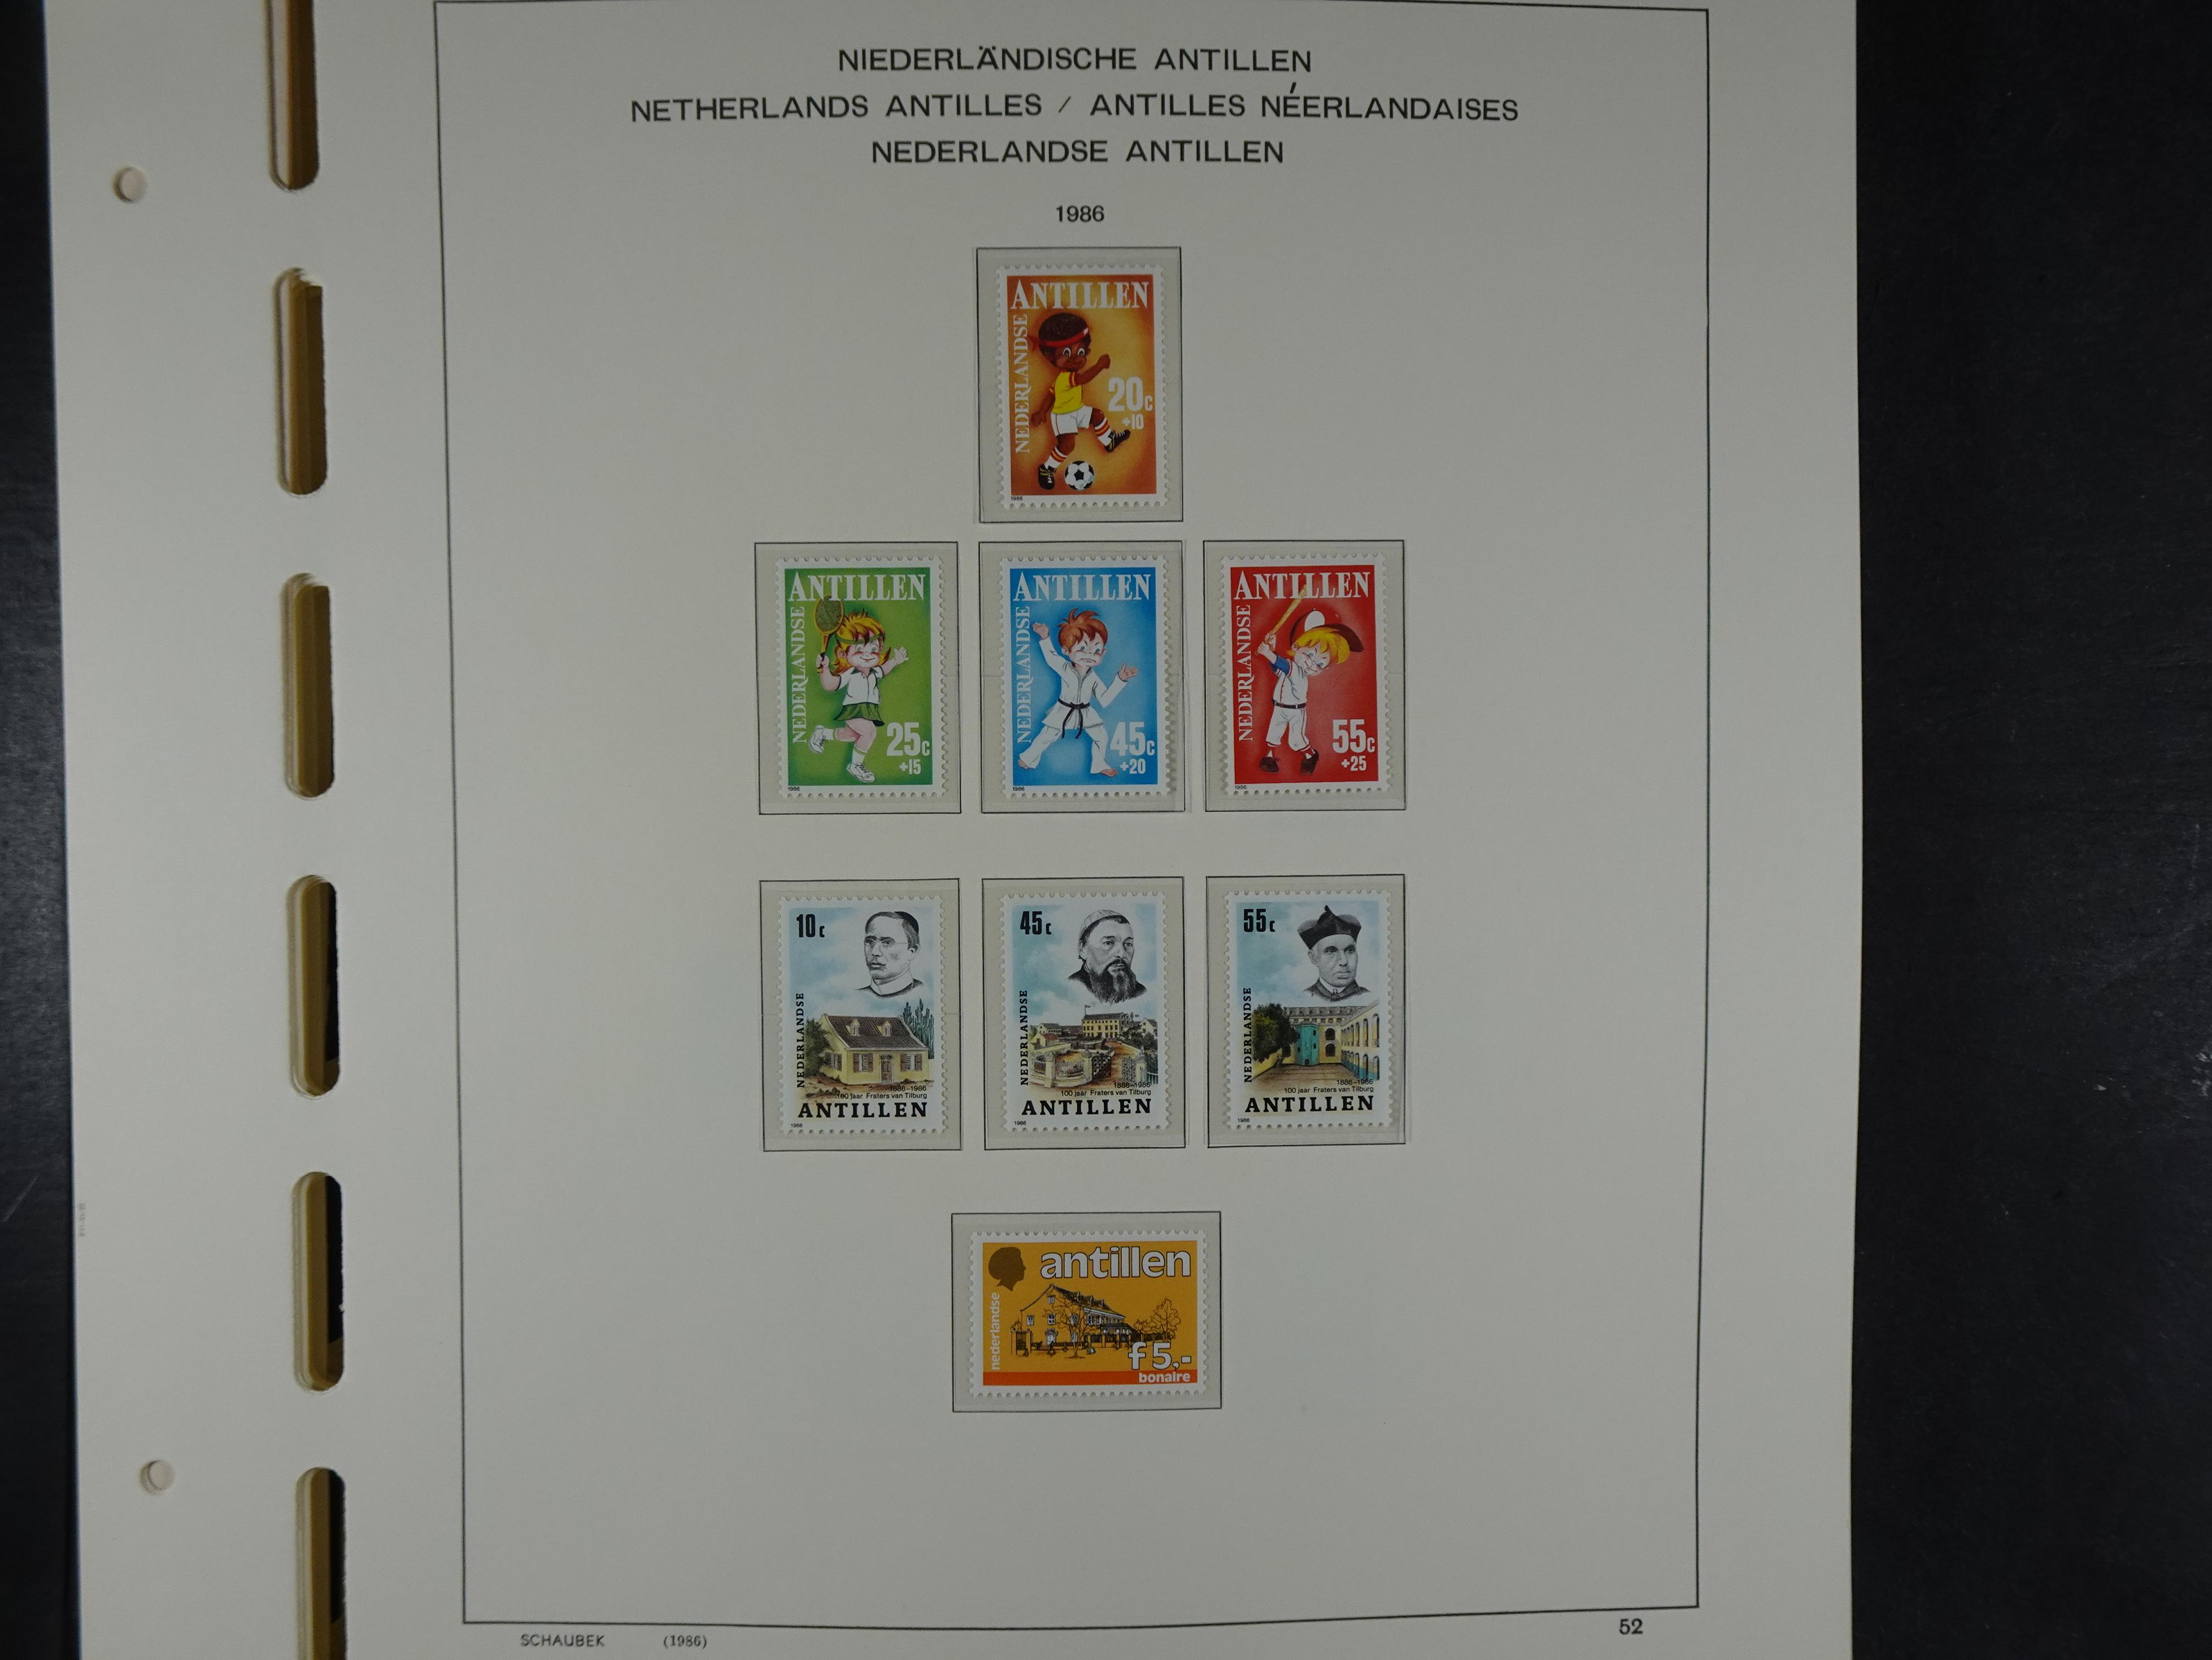 NIEDERLÄNDISCHE ANTILLEN
NETHERLANDS ANTILLES / ANTILLES NÉERLANDAISES
NEDERLANDSE ANTILLEN
1986
ANTILLEN
NEDERLANDSE
20c
+10
1986
ANTILLEN
NEDERLANDSE
25c
+15
1986
ANTILLEN
NEDERLANDSE
45c
+20
1986
ANTILLEN
NEDERLANDSE
55c
+25
1986
10c
NEDERLANDSE
1886-1986
100 jaar Fraters van Tilburg
ANTILLEN
1986
45c
NEDERLANDSE
1886-1986
100 jaar Fraters van Tilburg
ANTILLEN
1986
55c
NEDERLANDSE
1886-1986
100 jaar Fraters van Tilburg
ANTILLEN
1986
antillen
nederlandse
f5,-
bonaire
SCHAUBEK (1986)
52